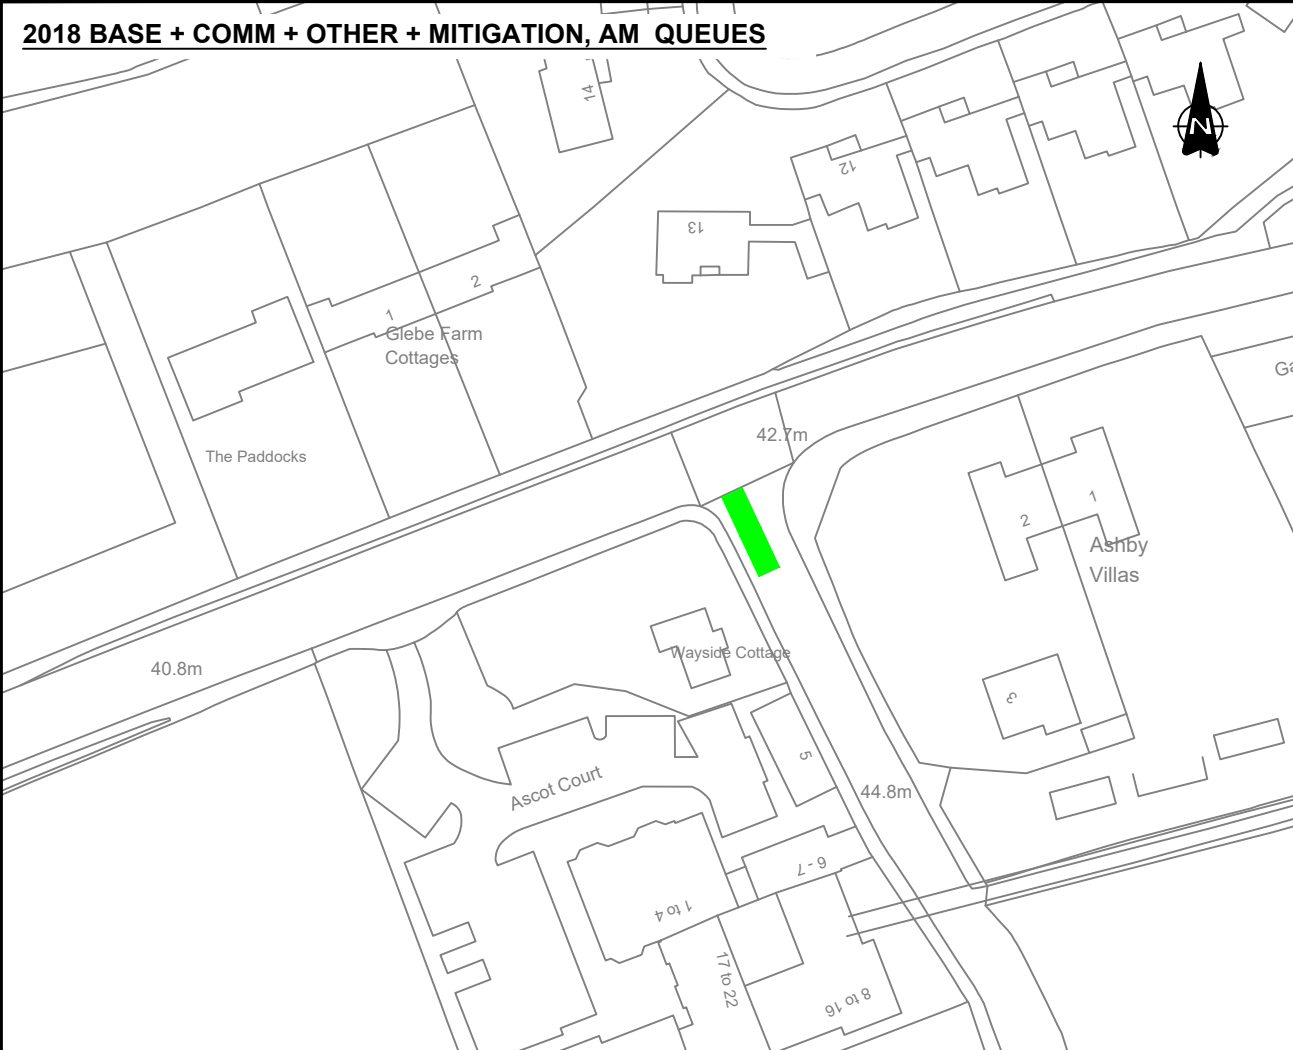 2018 BASE + COMM + OTHER + MITIGATION, AM QUEUES
14
N
12
13
2
1
Glebe Farm
Cottages
42.7m
The Paddocks
1
2
Ashby
Villas
Wayside Cottage
40.8m
3
5
Ascot Court
44.8m
6 - 7
1 to 4
17 to 22
8 to 16